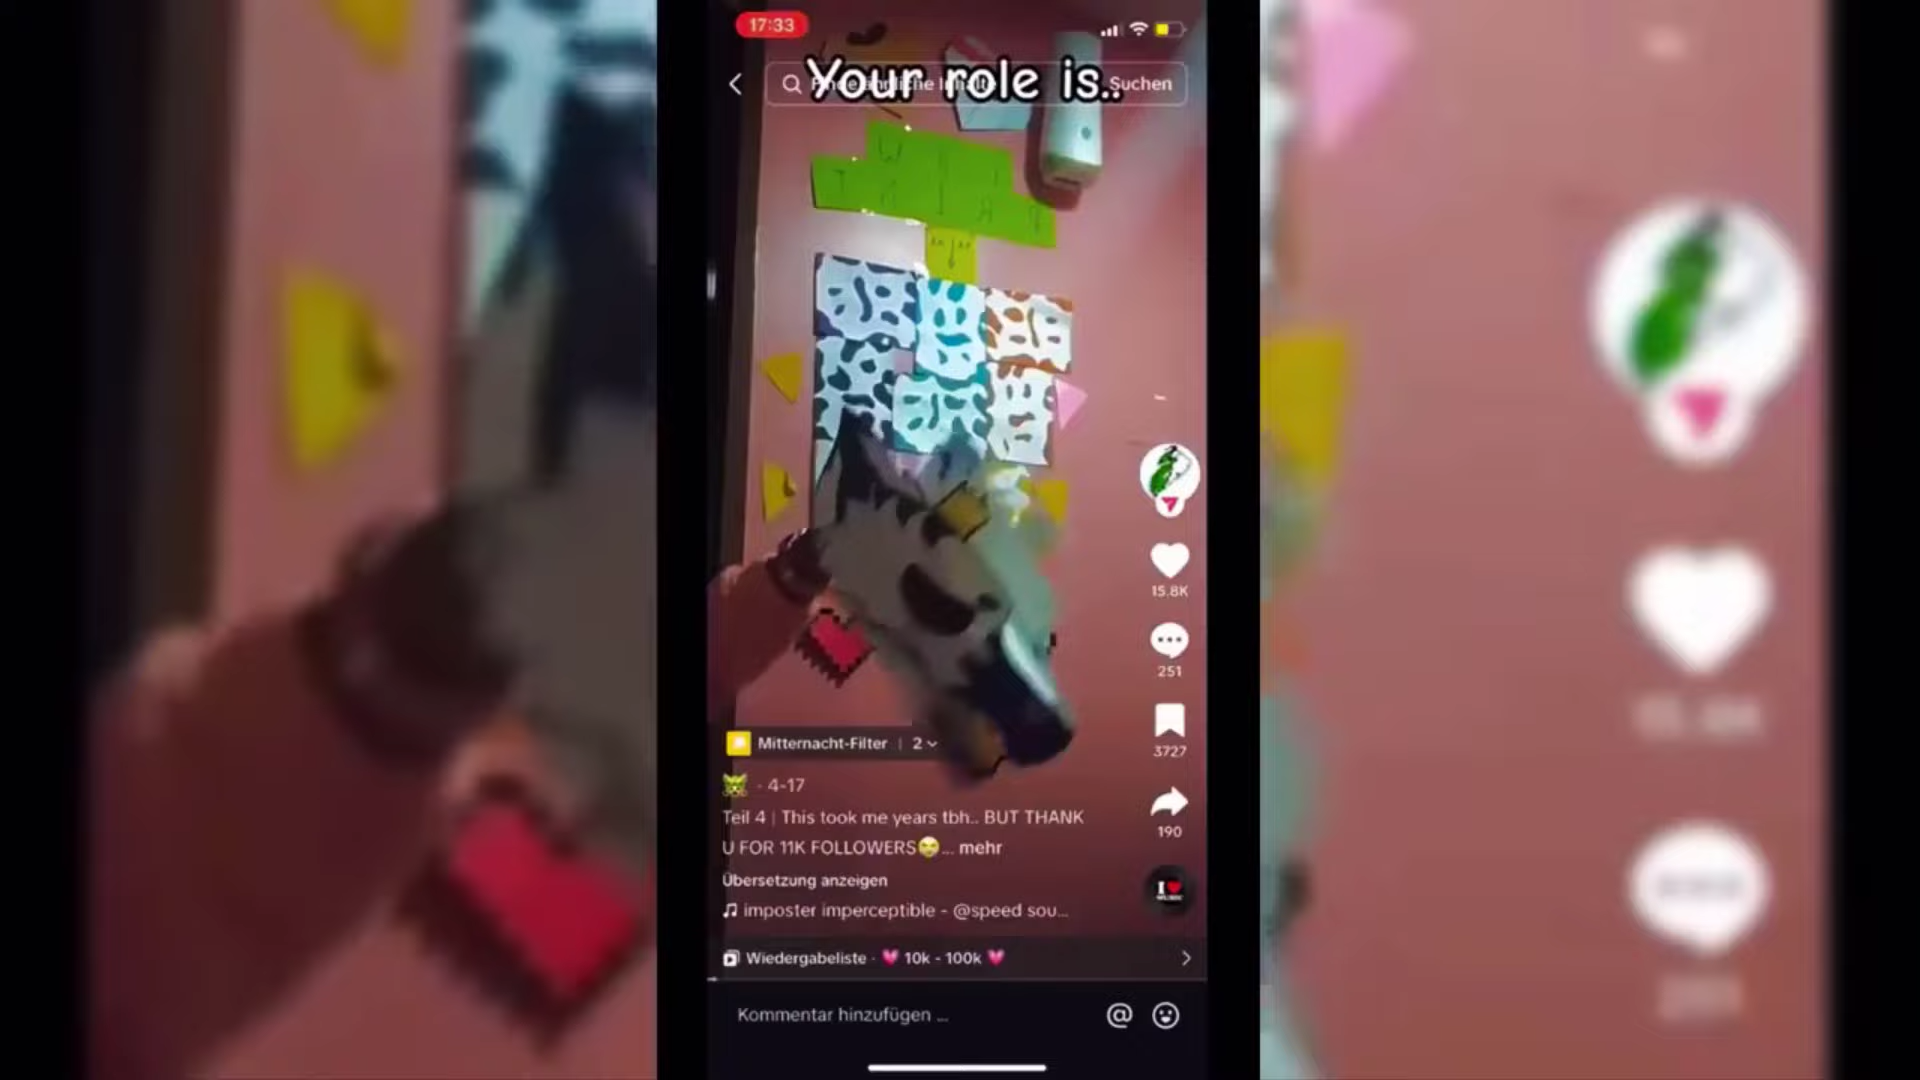 17:33
Your role is..
Suchen
15.8K
251
Mitternacht-Filter | 2
3727
· 4-17
Teil 4 | This took me years tbh.. BUT THANK
U FOR 11K FOLLOWERS😭... mehr
190
Übersetzung anzeigen
I ❤
imposter imperceptible - @speed sou...
Wiedergabeliste · 💗 10k - 100k 💗
Kommentar hinzufügen ...
@